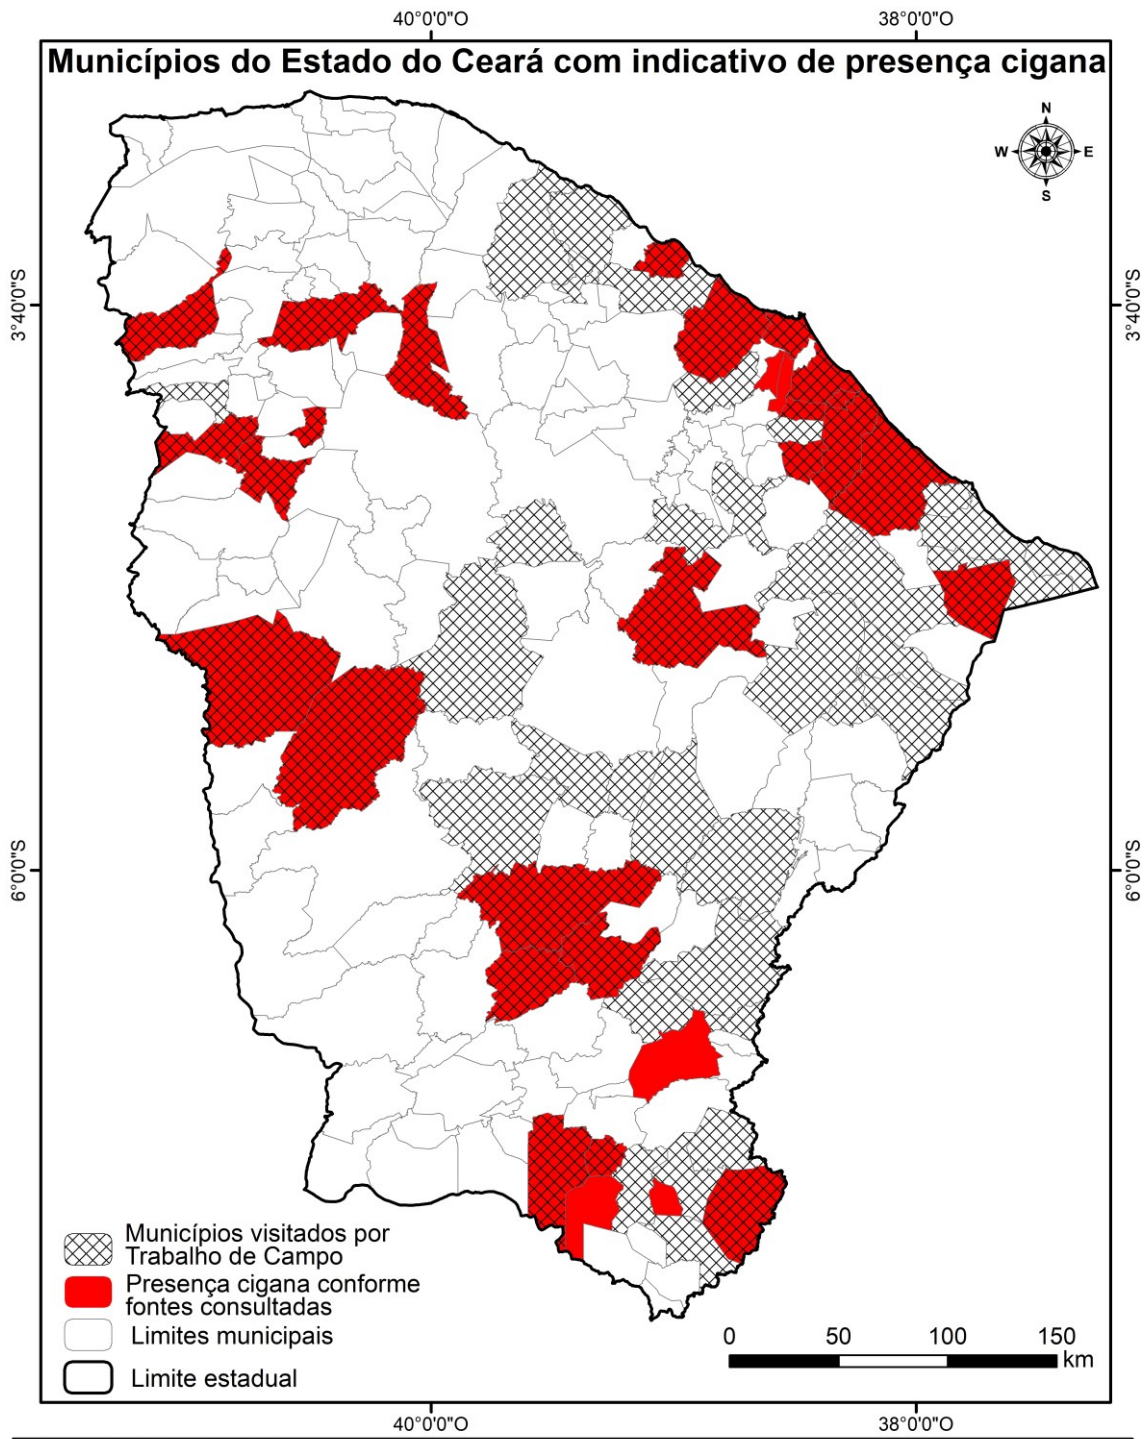 40°0'0"O
38°0'0"O
Municípios do Estado do Ceará com indicativo de presença cigana
N
W
E
S
3°40'0"S
3°40'0"S
6°0'0"S
6°0'0"S
Municípios visitados por
Trabalho de Campo
Presença cigana conforme
fontes consultadas
Limites municipais
Limite estadual
0
50
100
150
km
40°0'0"O
38°0'0"O